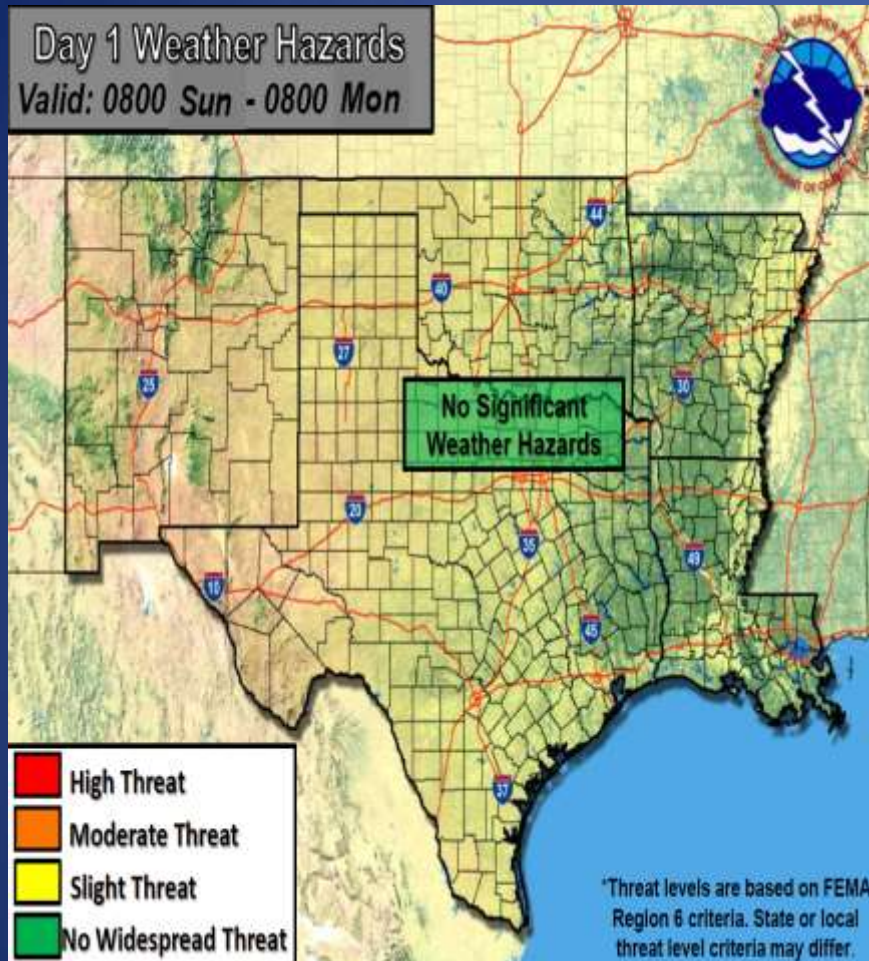 Day 1 Weather Hazards
Valid: 0800 Sun - 0800 Mon
44
40
27
25
30
No Significant
Weather Hazards
20
35
49
10
45
37
High Threat
Moderate Threat
Slight Threat
No Widespread Threat
*Threat levels are based on FEMA
Region 6 criteria. State or local
threat level criteria may differ.